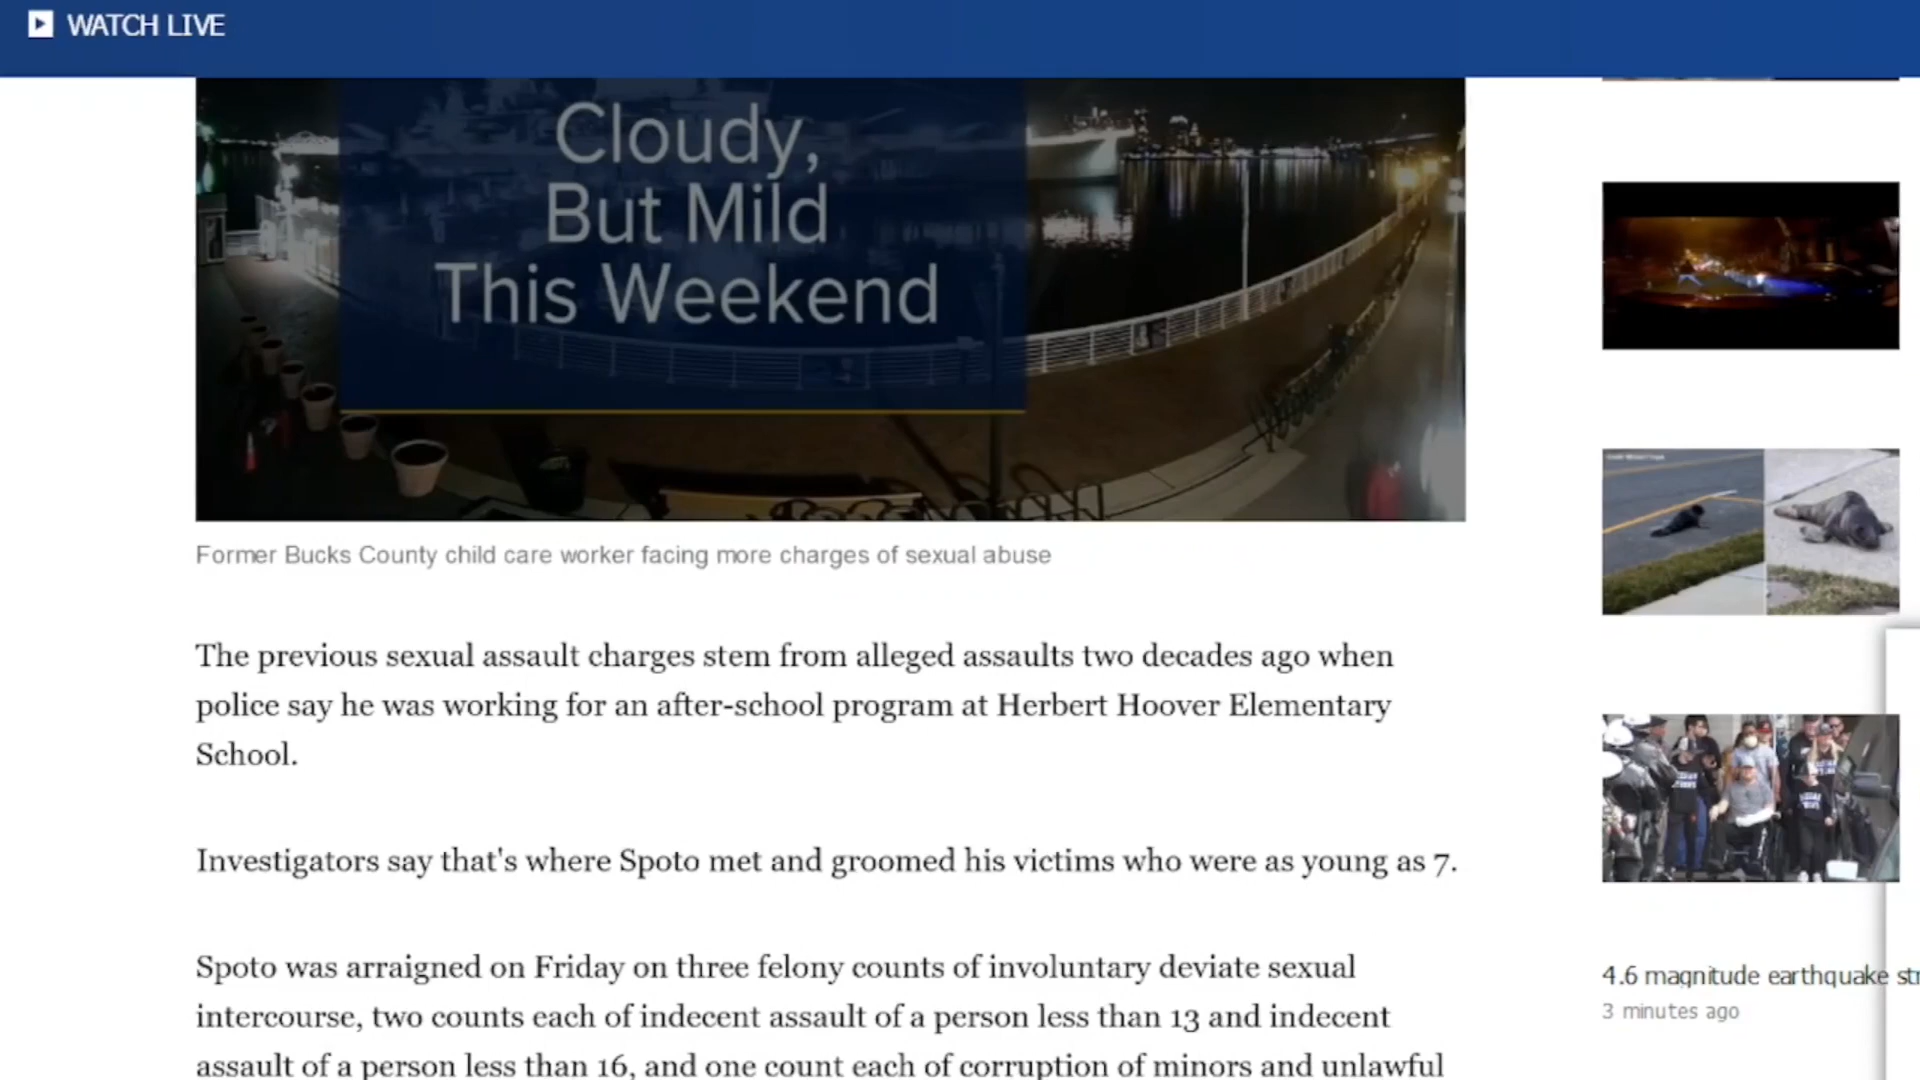 WATCH LIVE
Cloudy,
But Mild
This Weekend
Former Bucks County child care worker facing more charges of sexual abuse
The previous sexual assault charges stem from alleged assaults two decades ago when
police say he was working for an after-school program at Herbert Hoover Elementary
School.
Investigators say that's where Spoto met and groomed his victims who were as young as 7.
Spoto was arraigned on Friday on three felony counts of involuntary deviate sexual
intercourse, two counts each of indecent assault of a person less than 13 and indecent
assault of a person less than 16, and one count each of corruption of minors and unlawful
4.6 magnitude earthquake str
3 minutes ago